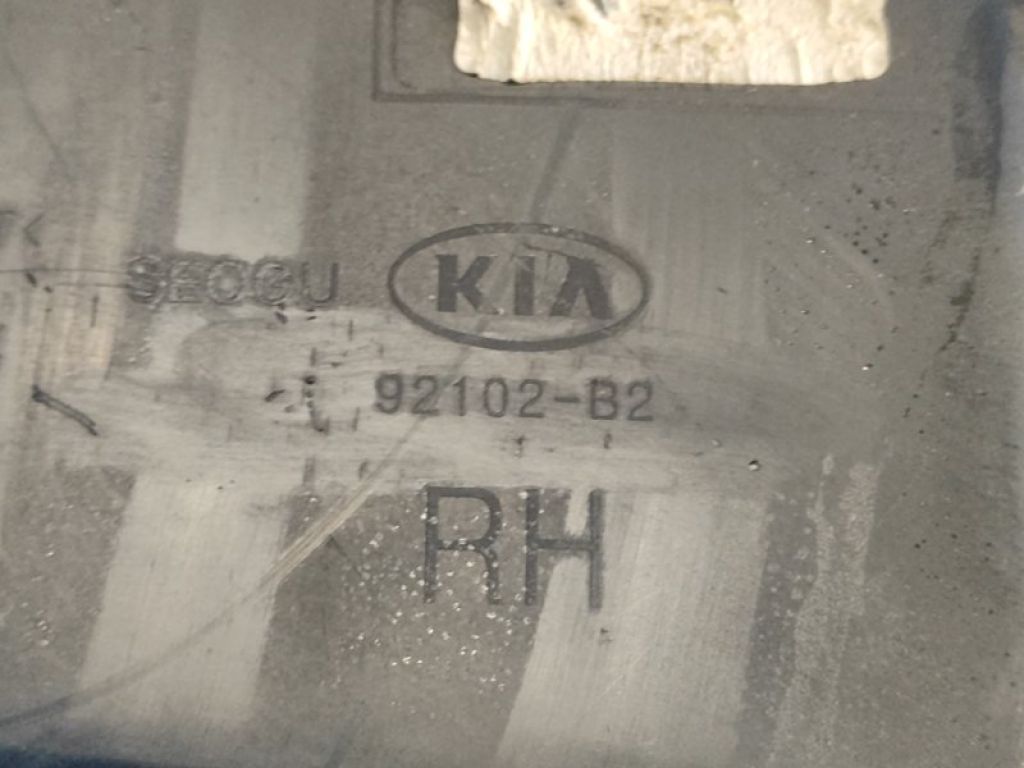 SEOGU KIA
92102-B2
RH